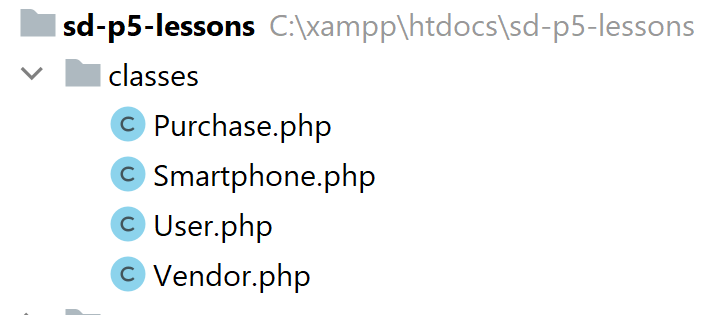 sd-p5-lessons C:\xampp\htdocs\sd-p5-lessons
classes
C Purchase.php
C Smartphone.php
C User.php
C Vendor.php